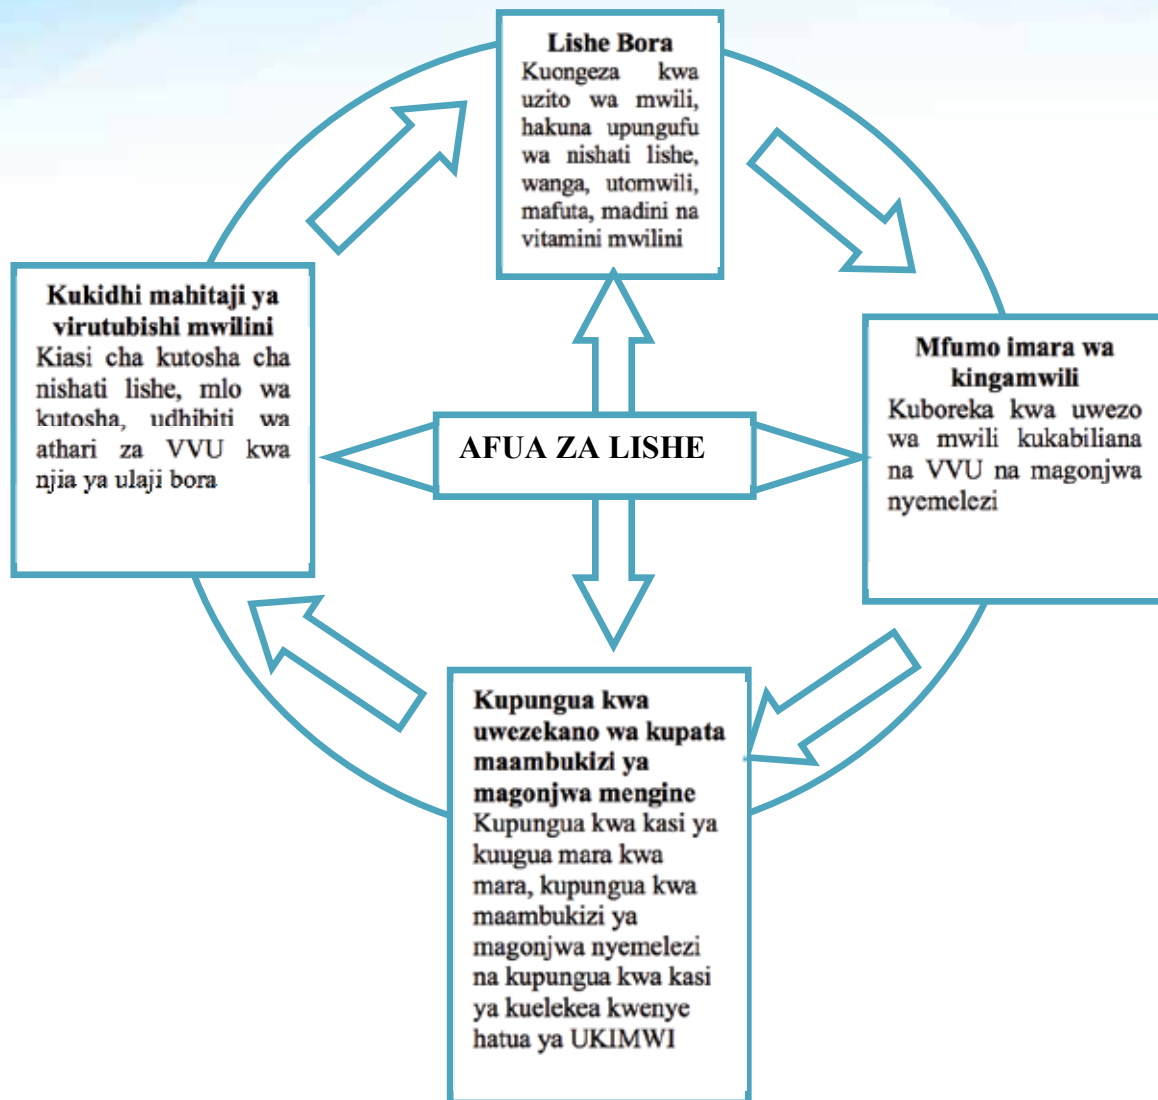 Lishe Bora
Kuongeza kwa
uzito wa mwili,
hakuna upungufu
wa nishati lishe,
wanga, utomwili,
mafuta, madini na
vitamini mwilini
Kukidhi mahitaji ya
virutubishi mwilini
Kiasi cha kutosha cha
nishati lishe, mlo wa
kutosha, udhibiti wa
athari za VVU kwa
njia ya ulaji bora
AFUA ZA LISHE
Mfumo imara wa
kingamwili
Kuboreka kwa uwezo
wa mwili kukabiliana
na VVU na magonjwa
nyemelezi
Kupungua kwa
uwezekano wa kupata
maambukizi ya
magonjwa mengine
Kupungua kwa kasi ya
kuugua mara kwa
mara, kupungua kwa
maambukizi ya
magonjwa nyemelezi
na kupungua kwa kasi
ya kuelekea kwenye
hatua ya UKIMWI